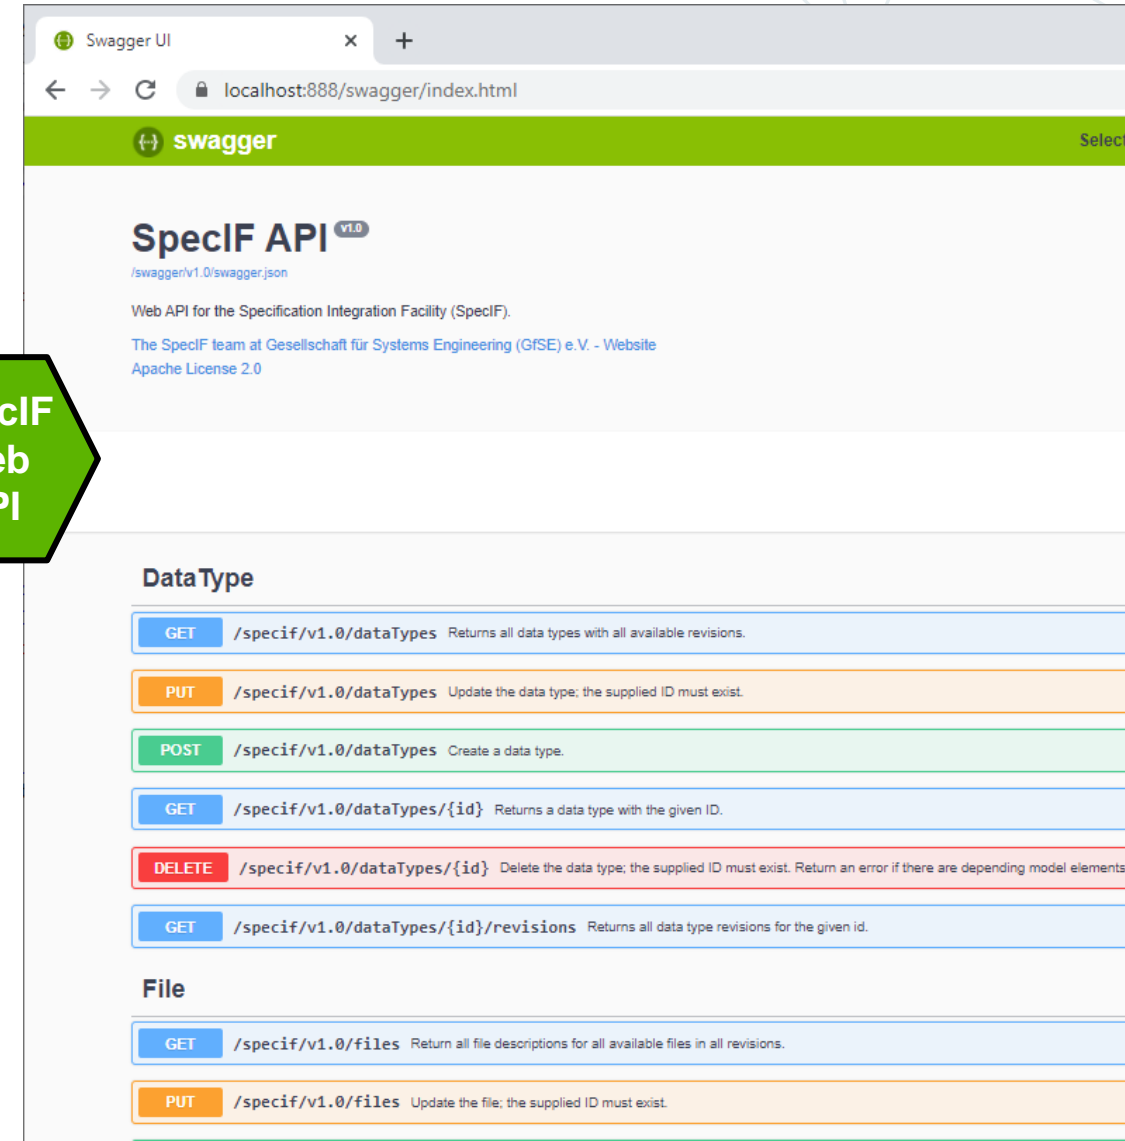 Swagger UI
localhost:888/swagger/index.html
swagger
Select
SpecIF API v1.0
/swagger/v1.0/swagger.json
Web API for the Specification Integration Facility (SpecIF).
The SpecIF team at Gesellschaft für Systems Engineering (GfSE) e.V. - Website
Apache License 2.0
cIF
eb
PI
DataType
GET /specif/v1.0/dataTypes Returns all data types with all available revisions.
PUT /specif/v1.0/dataTypes Update the data type; the supplied ID must exist.
POST /specif/v1.0/dataTypes Create a data type.
GET /specif/v1.0/dataTypes/{id} Returns a data type with the given ID.
DELETE /specif/v1.0/dataTypes/{id} Delete the data type; the supplied ID must exist. Return an error if there are depending model elements
GET /specif/v1.0/dataTypes/{id}/revisions Returns all data type revisions for the given id.
File
GET /specif/v1.0/files Return all file descriptions for all available files in all revisions.
PUT /specif/v1.0/files Update the file; the supplied ID must exist.